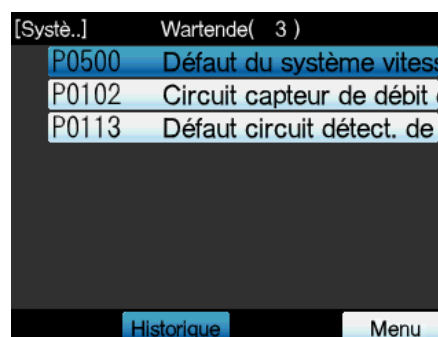 [Systè..] Wartende( 3 )
P0500 Défaut du système vitess
P0102 Circuit capteur de débit
P0113 Défaut circuit détect. de
Historique Menu